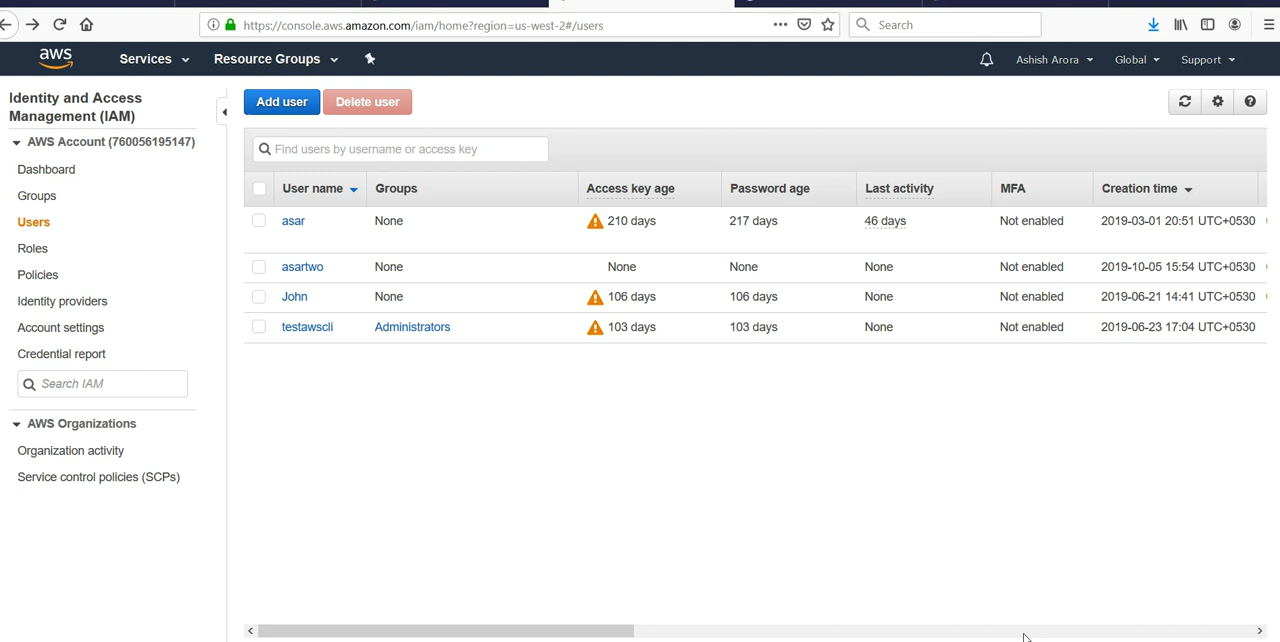 https://console.aws.amazon.com/iam/home?region=us-west-2#/users
Search
aws
Services
Resource Groups
Ashish Arora
Global
Support
Identity and Access
Management (IAM)
AWS Account (760056195147)
Dashboard
Groups
Users
Roles
Policies
Identity providers
Account settings
Credential report
Search IAM
AWS Organizations
Organization activity
Service control policies (SCPs)
Add user
Delete user
Find users by username or access key
User name Groups Access key age Password age Last activity MFA Creation time
asar None 210 days 217 days 46 days Not enabled 2019-03-01 20:51 UTC+0530
asartwo None None None None Not enabled 2019-10-05 15:54 UTC+0530
John None 106 days 106 days None Not enabled 2019-06-21 14:41 UTC+0530
testawscli Administrators 103 days 103 days None Not enabled 2019-06-23 17:04 UTC+0530